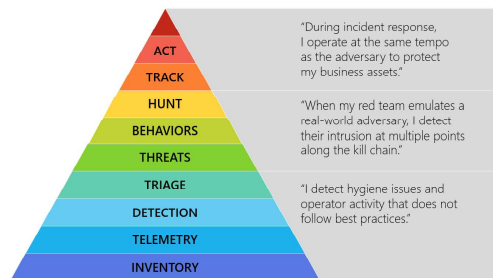 ACT
TRACK
HUNT
BEHAVIORS
THREATS
TRIAGE
DETECTION
TELEMETRY
INVENTORY
“During incident response,
I operate at the same tempo
as the adversary to protect
my business assets.”
“When my red team emulates a
real-world adversary, I detect
their intrusion at multiple points
along the kill chain.”
“I detect hygiene issues and
operator activity that does not
follow best practices.”